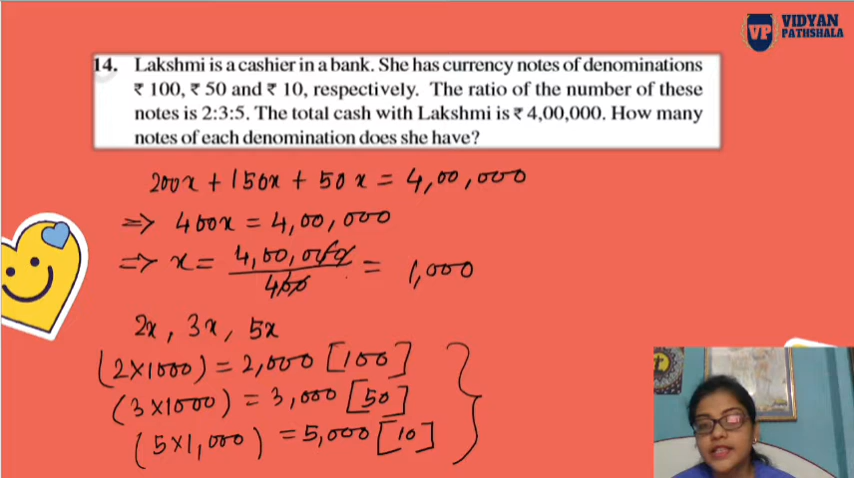 VIDYAN
VP PATHSHALA
14. Lakshmi is a cashier in a bank. She has currency notes of denominations
₹ 100, ₹ 50 and ₹ 10, respectively. The ratio of the number of these
notes is 2:3:5. The total cash with Lakshmi is ₹ 4,00,000. How many
notes of each denomination does she have?
200x + 150x + 50x = 4,00,000
=> 400x = 4,00,000
=> x = 4,00,000 / 400 = 1,000
2x, 3x, 5x
(2×1000) = 2,000 [100]
(3×1000) = 3,000 [50]
(5×1,000) = 5,000 [10]